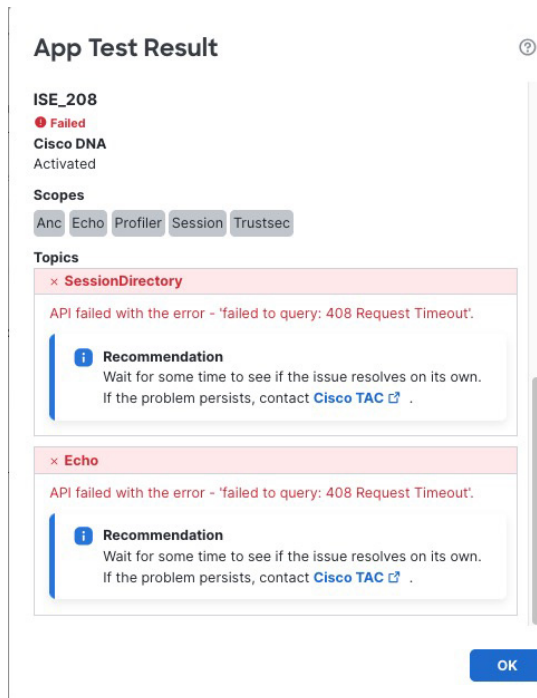 App Test Result
ISE_208
Failed
Cisco DNA
Activated
Scopes
Anc Echo Profiler Session Trustsec
Topics
× SessionDirectory
API failed with the error - 'failed to query: 408 Request Timeout'.
Recommendation
Wait for some time to see if the issue resolves on its own.
If the problem persists, contact Cisco TAC .
× Echo
API failed with the error - 'failed to query: 408 Request Timeout'.
Recommendation
Wait for some time to see if the issue resolves on its own.
If the problem persists, contact Cisco TAC .
OK